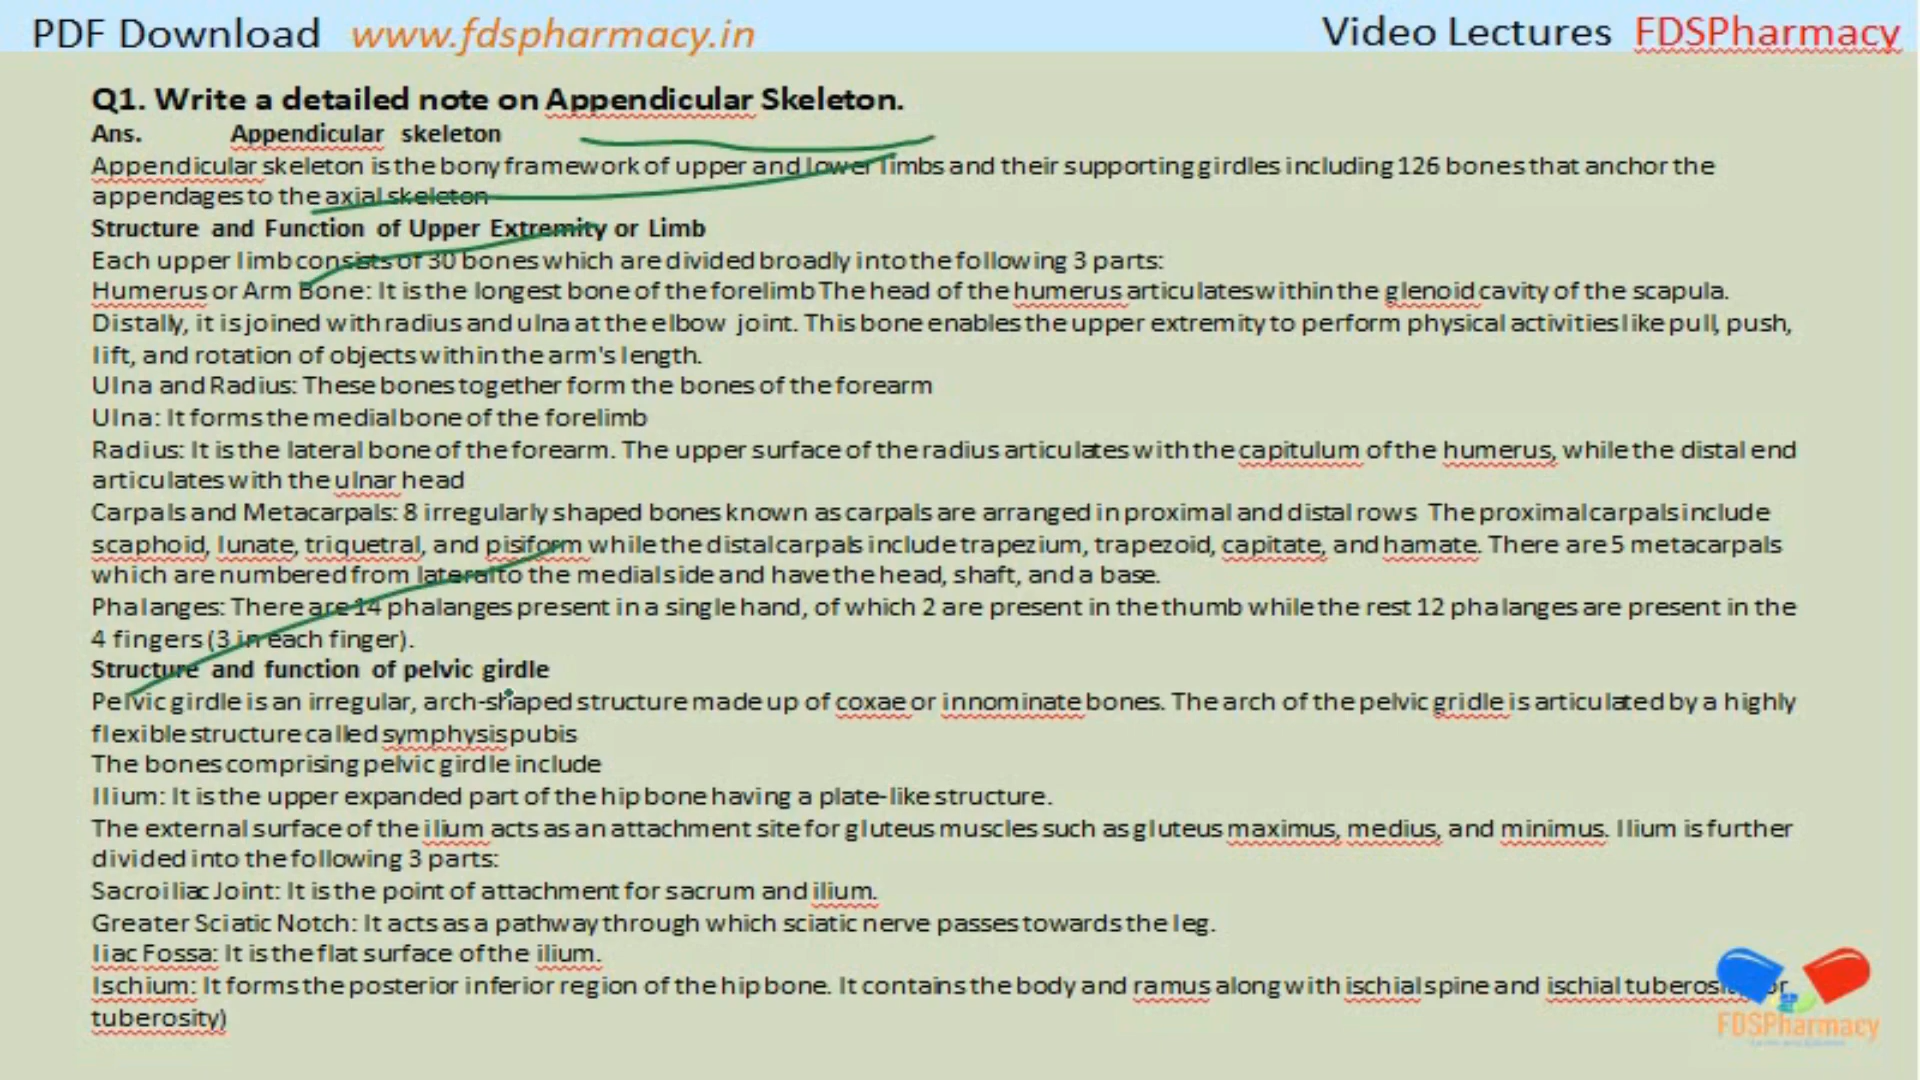 PDF Download www.fdspharmacy.in Video Lectures FDSPharmacy
Q1. Write a detailed note on Appendicular Skeleton.
Ans. Appendicular skeleton
Appendicular skeleton is the bony framework of upper and lower limbs and their supporting girdles including 126 bones that anchor the
appendages to the axial skeleton
Structure and Function of Upper Extremity or Limb
Each upper limb consists of 30 bones which are divided broadly into the following 3 parts:
Humerus or Arm Bone: It is the longest bone of the forelimb The head of the humerus articulates within the glenoid cavity of the scapula.
Distally, it is joined with radius and ulna at the elbow joint. This bone enables the upper extremity to perform physical activities like pull, push,
lift, and rotation of objects within the arm's length.
Ulna and Radius: These bones together form the bones of the forearm
Ulna: It forms the medial bone of the forelimb
Radius: It is the lateral bone of the forearm. The upper surface of the radius articulates with the capitulum of the humerus, while the distal end
articulates with the ulnar head
Carpals and Metacarpals: 8 irregularly shaped bones known as carpals are arranged in proximal and distal rows The proximal carpals include
scaphoid, lunate, triquetral, and pisiform while the distal carpals include trapezium, trapezoid, capitate, and hamate. There are 5 metacarpals
which are numbered from lateral to the medial side and have the head, shaft, and a base.
Phalanges: There are 14 phalanges present in a single hand, of which 2 are present in the thumb while the rest 12 phalanges are present in the
4 fingers (3 in each finger).
Structure and function of pelvic girdle
Pelvic girdle is an irregular, arch-shaped structure made up of coxae or innominate bones. The arch of the pelvic gridle is articulated by a highly
flexible structure called symphysis pubis
The bones comprising pelvic girdle include
Ilium: It is the upper expanded part of the hip bone having a plate-like structure.
The external surface of the ilium acts as an attachment site for gluteus muscles such as gluteus maximus, medius, and minimus. Ilium is further
divided into the following 3 parts:
Sacroiliac Joint: It is the point of attachment for sacrum and ilium.
Greater Sciatic Notch: It acts as a pathway through which sciatic nerve passes towards the leg.
Iliac Fossa: It is the flat surface of the ilium.
Ischium: It forms the posterior inferior region of the hip bone. It contains the body and ramus along with ischial spine and ischial
tuberosity)
FDSPharmacy